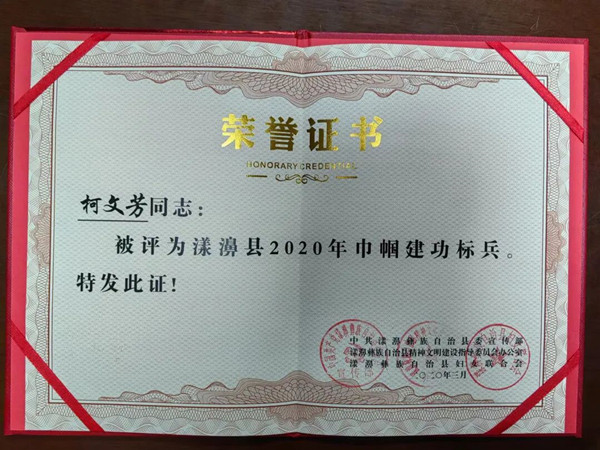 荣誉证书
HONORARY CREDENTIAL
柯文芳同志：
被评为漾濞县2020年巾帼建功标兵。
特发此证！
中共漾濞彝族自治县委宣传部
漾濞彝族自治县精神文明建设指导委员会办公室
漾濞彝族自治县妇女联合会
二〇二〇年三月